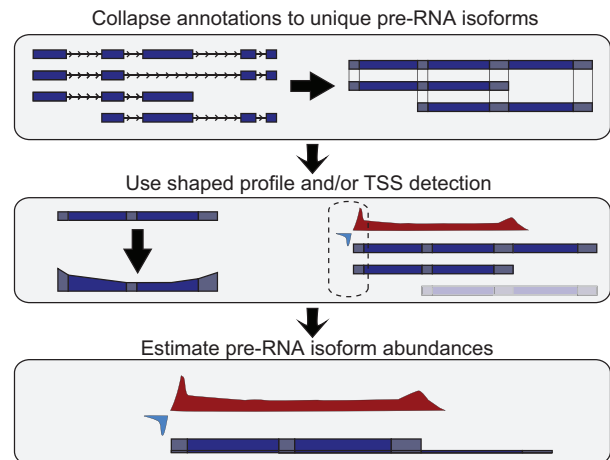 Collapse annotations to unique pre-RNA isoforms
Use shaped profile and/or TSS detection
Estimate pre-RNA isoform abundances